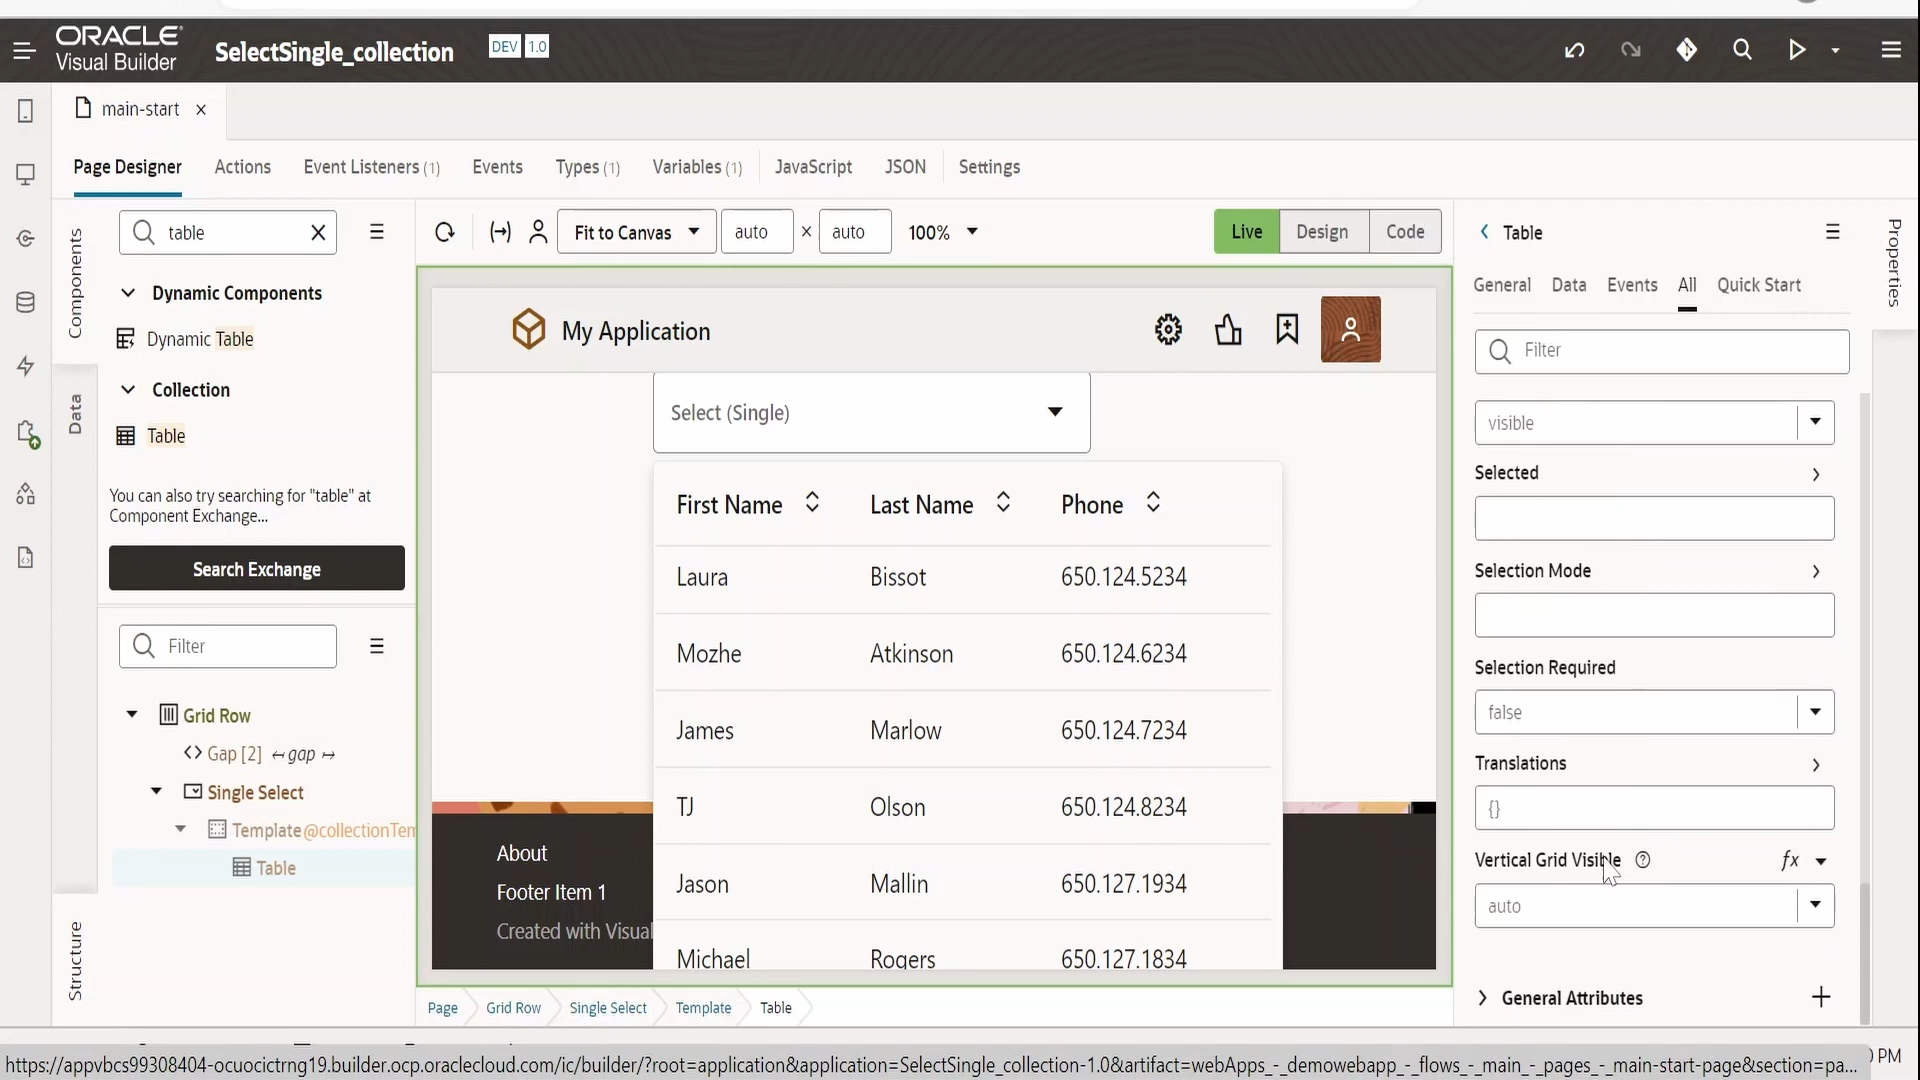 ORACLE
Visual Builder
SelectSingle_collection
DEV 1.0
main-start
Page Designer
Actions
Event Listeners (1)
Events
Types (1)
Variables (1)
JavaScript
JSON
Settings
Components
Data
Structure
table
Dynamic Components
Dynamic Table
Collection
Table
You can also try searching for "table" at
Component Exchange...
Search Exchange
Filter
Grid Row
Gap [2] gap
Single Select
Template@collectionTem
Table
Fit to Canvas
auto × auto
100%
Live
Design
Code
My Application
Select (Single)
First Name Last Name Phone
Laura Bissot 650.124.5234
Mozhe Atkinson 650.124.6234
James Marlow 650.124.7234
TJ Olson 650.124.8234
Jason Mallin 650.127.1934
Michael Rogers 650.127.1834
About
Footer Item 1
Created with Visual
Page
Grid Row
Single Select
Template
Table
Table
General
Data
Events
All
Quick Start
Properties
Filter
visible
Selected
Selection Mode
Selection Required
false
Translations
{}
Vertical Grid Visible
fx
auto
General Attributes
https://appvbcs99308404-ocuocictrng19.builder.ocp.oraclecloud.com/ic/builder/?root=application&application=SelectSingle_collection-1.0&artifact=webApps_-_demowebapp_-_flows_-_main_-_pages_-_main-start-page&section=pa...
PM